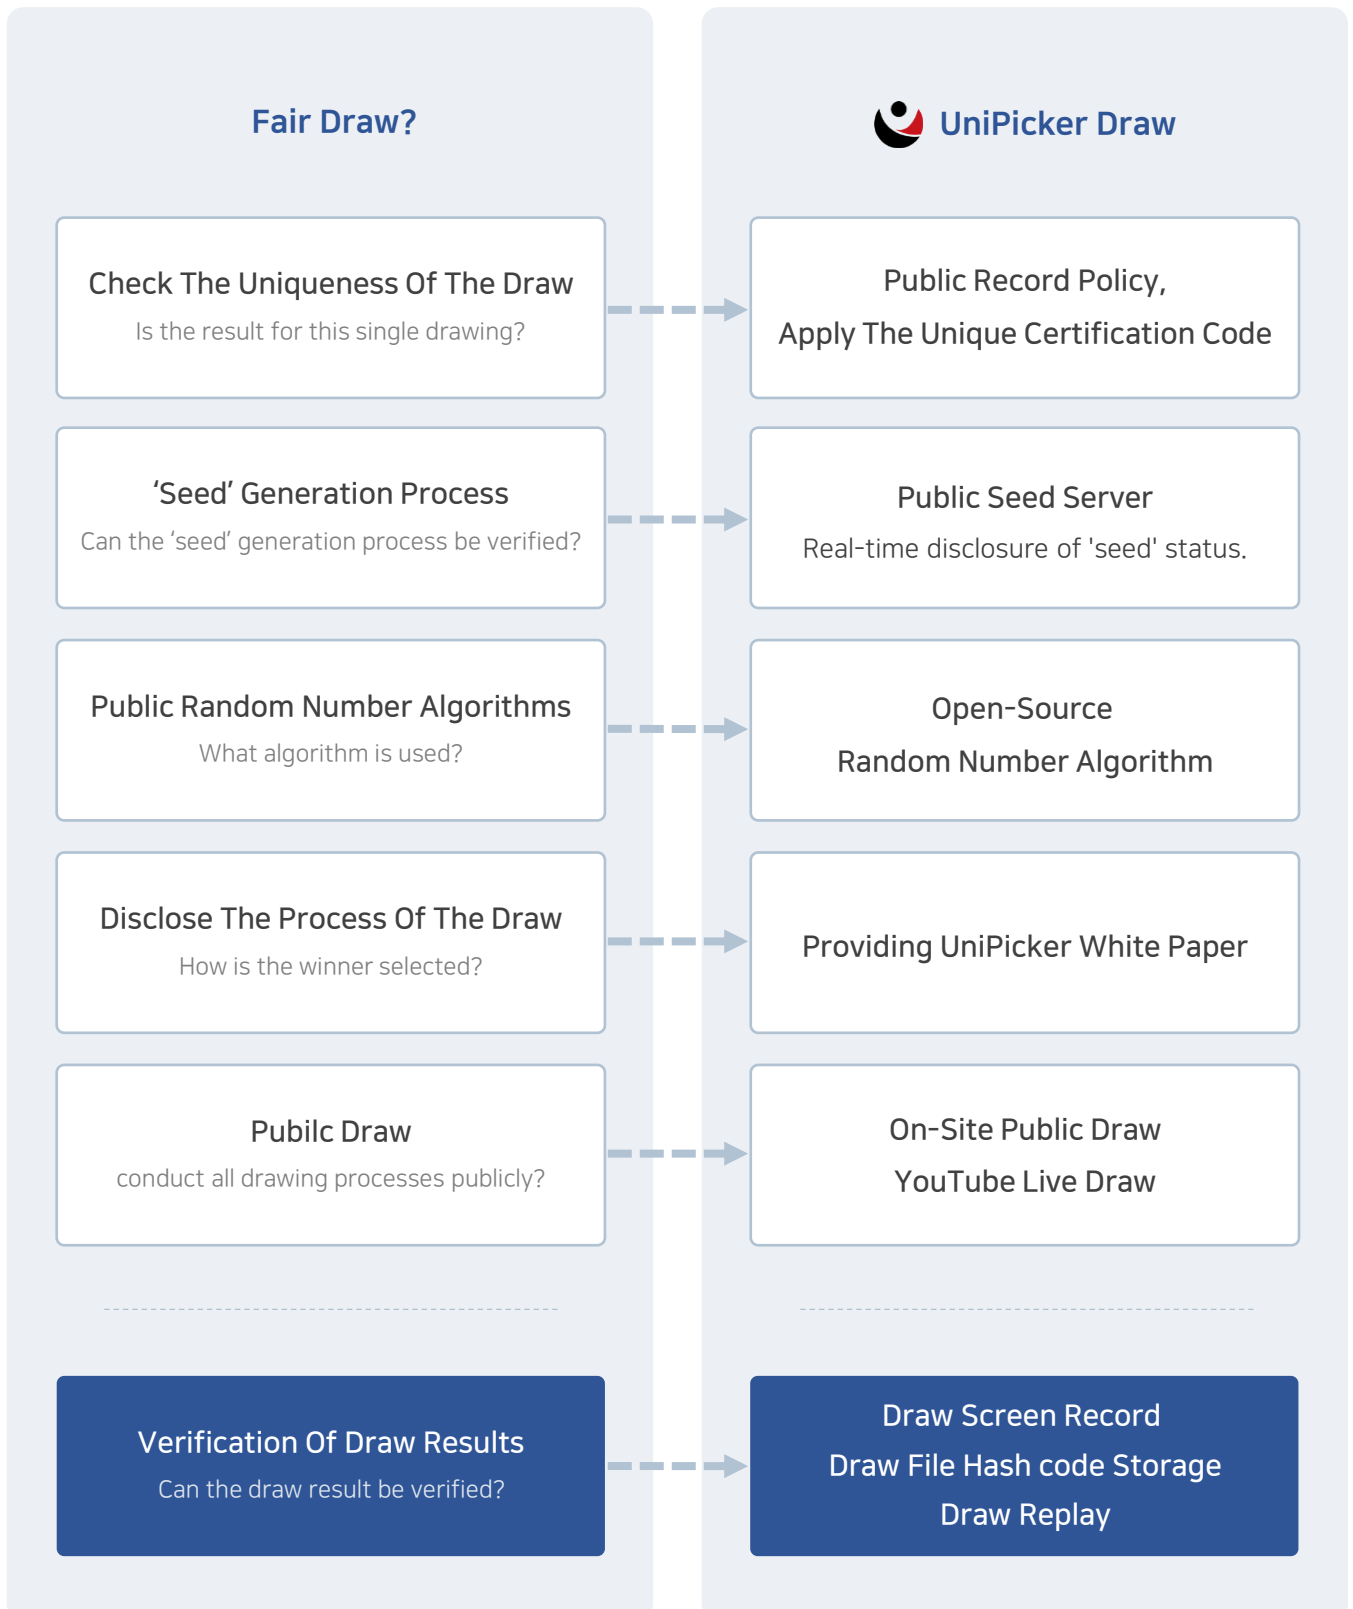 Fair Draw?
UniPicker Draw
Check The Uniqueness Of The Draw
Is the result for this single drawing?
Public Record Policy,
Apply The Unique Certification Code
‘Seed’ Generation Process
Can the ‘seed’ generation process be verified?
Public Seed Server
Real-time disclosure of 'seed' status.
Public Random Number Algorithms
What algorithm is used?
Open-Source
Random Number Algorithm
Disclose The Process Of The Draw
How is the winner selected?
Providing UniPicker White Paper
Pubilc Draw
conduct all drawing processes publicly?
On-Site Public Draw
YouTube Live Draw
Verification Of Draw Results
Can the draw result be verified?
Draw Screen Record
Draw File Hash code Storage
Draw Replay